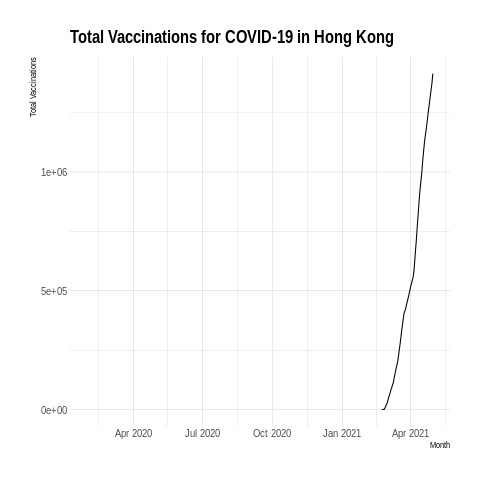 Total Vaccinations for COVID-19 in Hong Kong
Total Vaccinations
1e+06
5e+05
0e+00
Apr 2020 Jul 2020 Oct 2020 Jan 2021 Apr 2021
Month